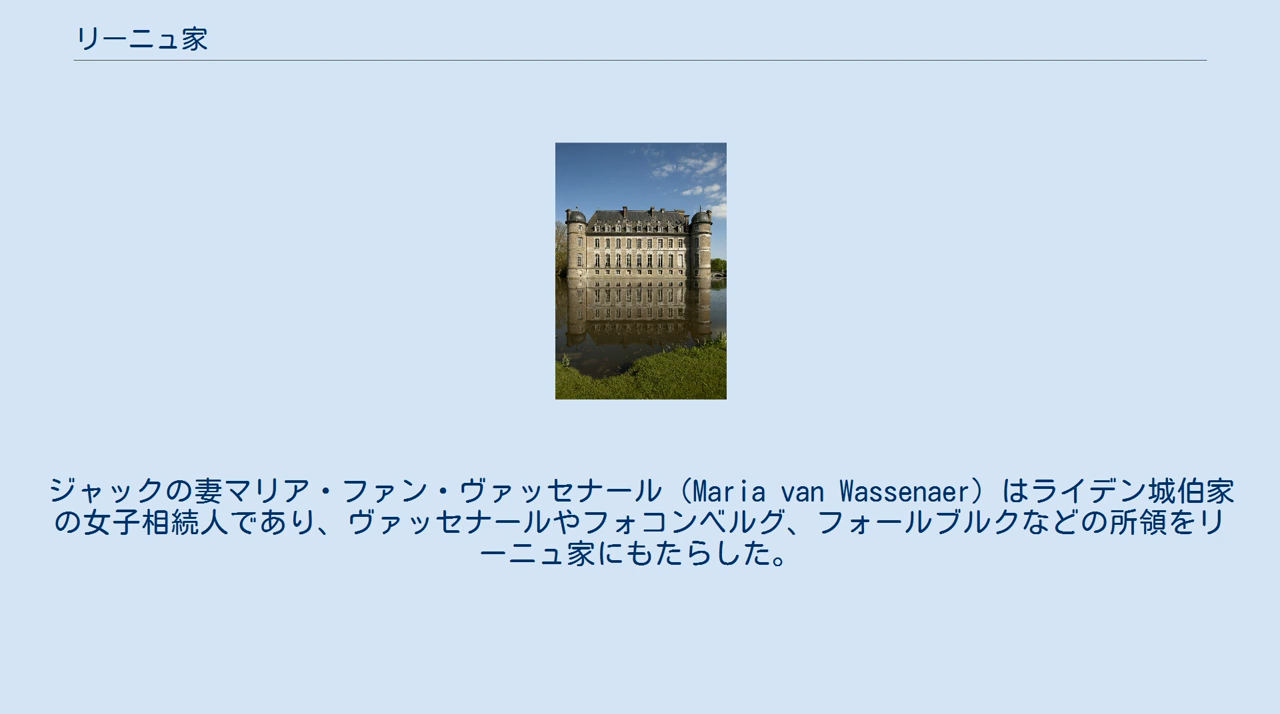 リーニュ家
ジャックの妻マリア・ファン・ヴァッセナール（Maria van Wassenaer）はライデン城伯家
の女子相続人であり、ヴァッセナールやフォコンベルグ、フォールブルクなどの所領をリ
ーニュ家にもたらした。